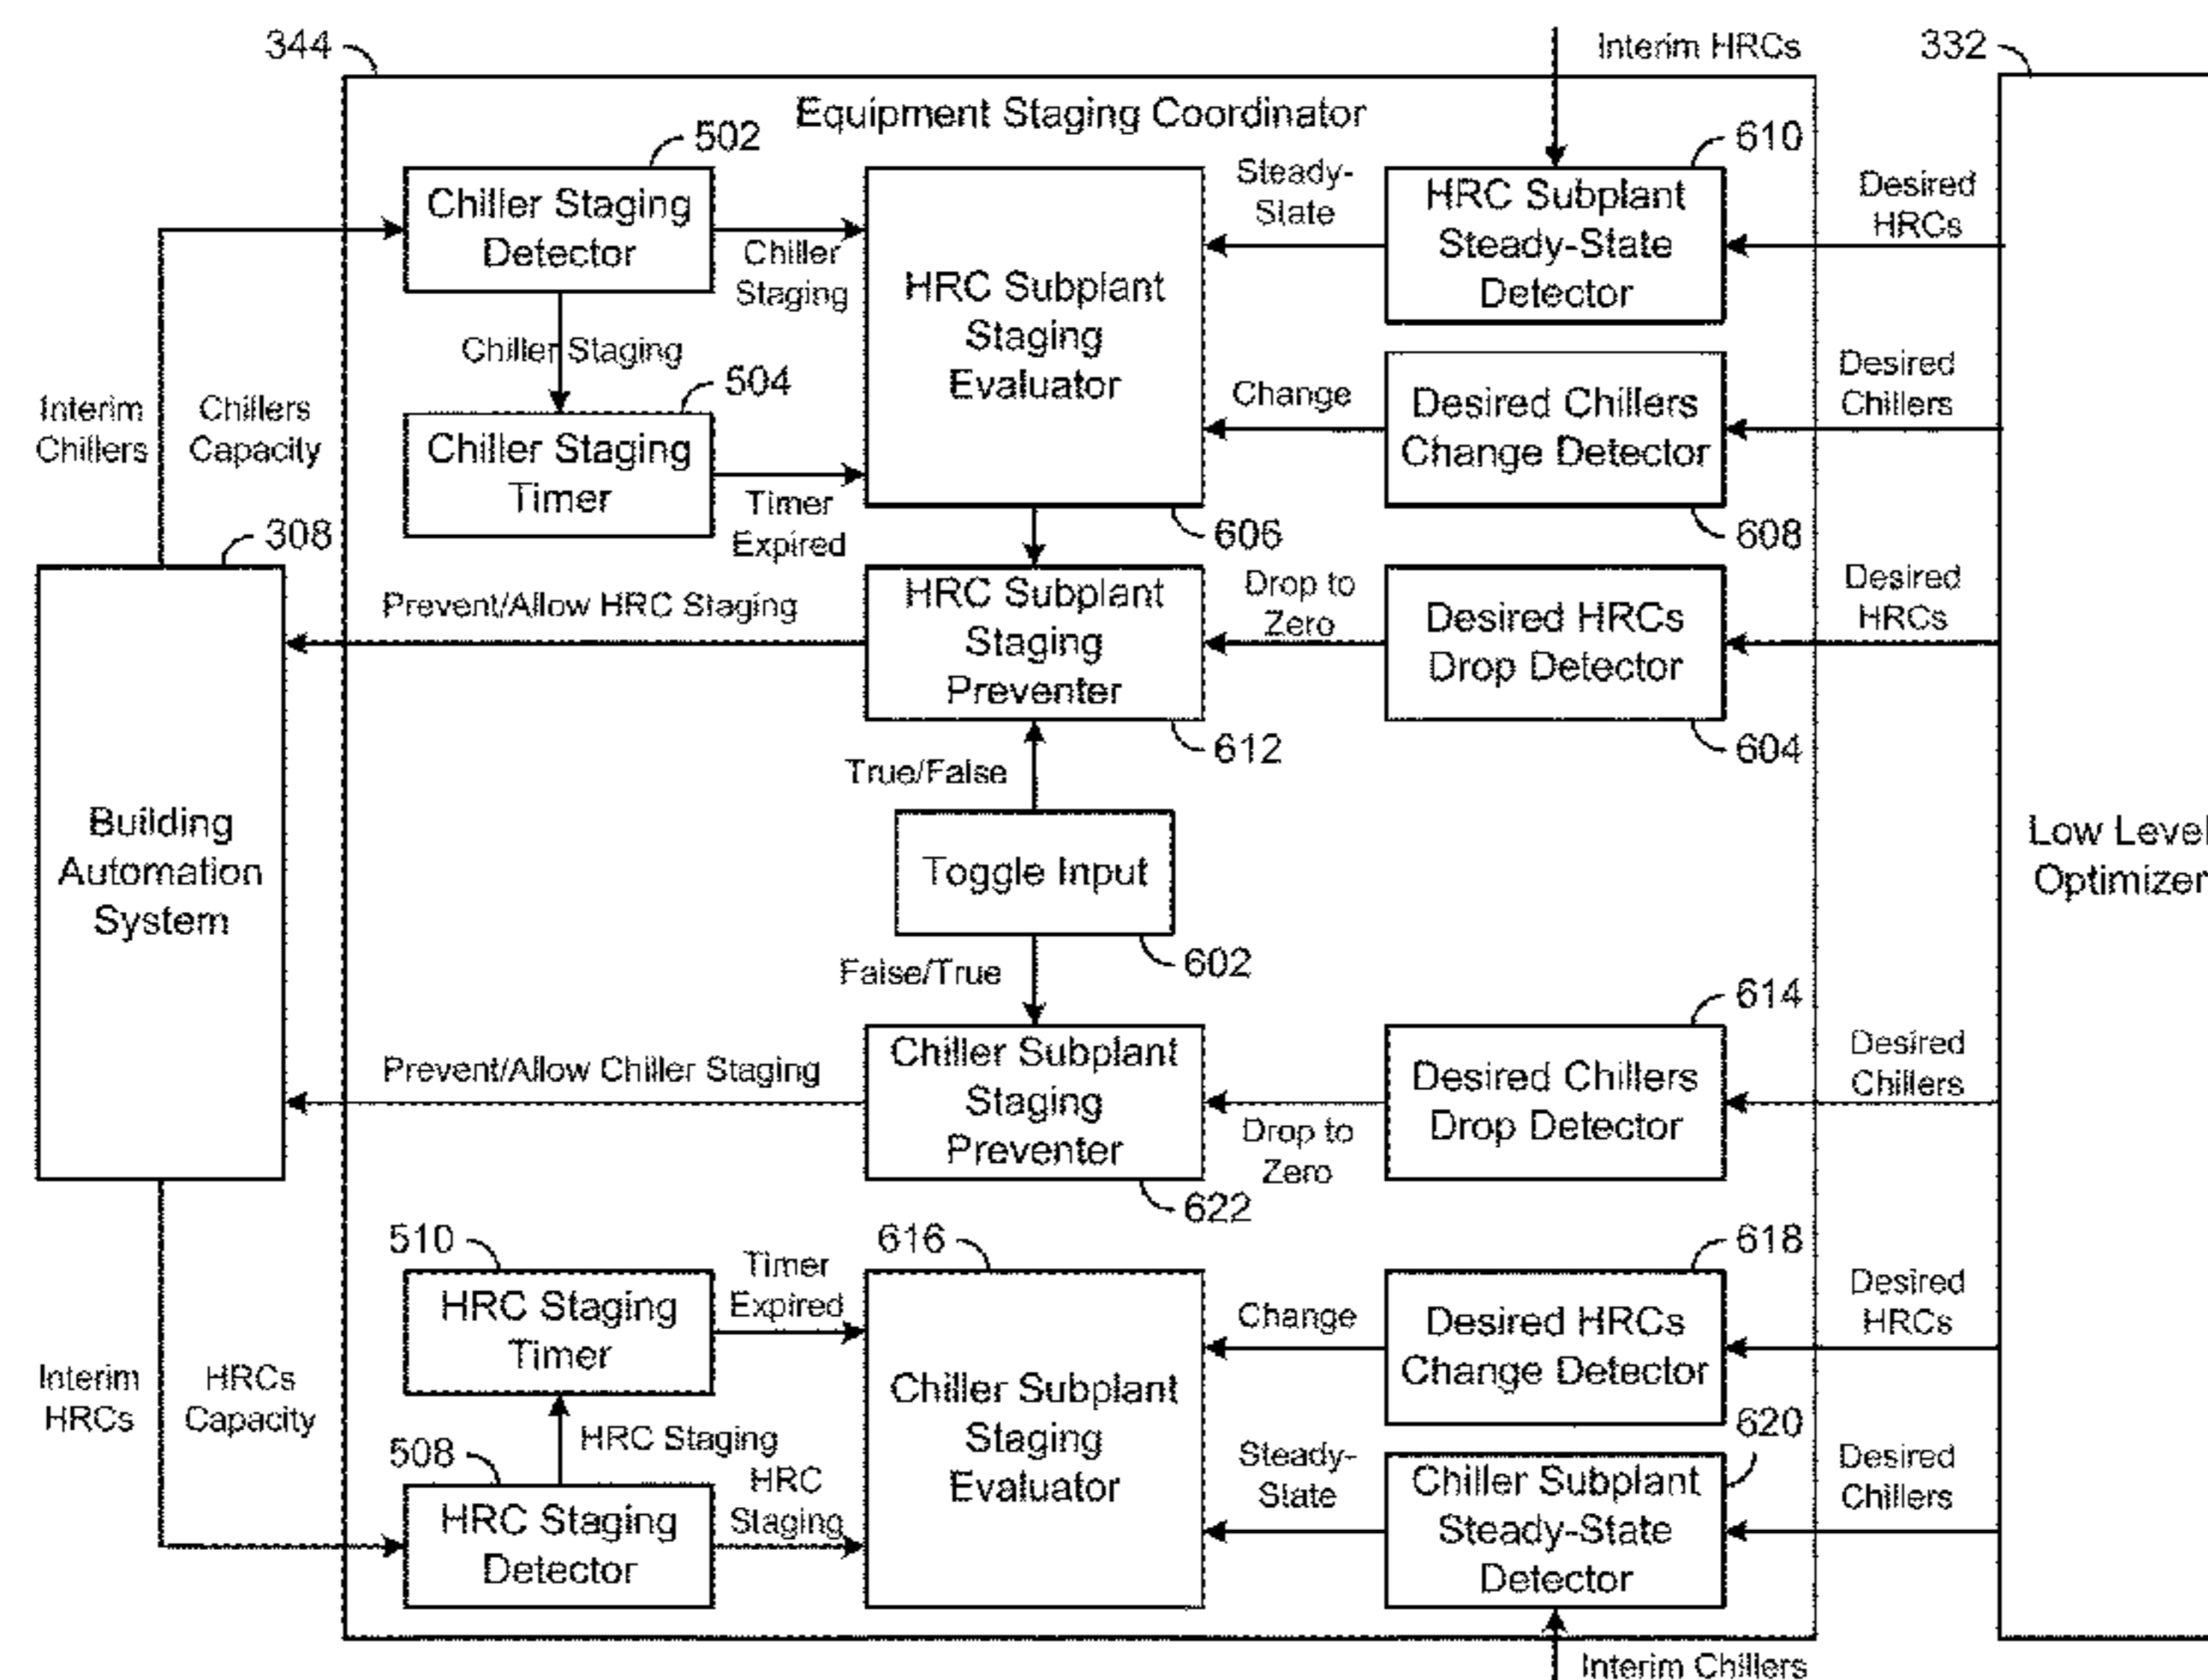 344
Interim HRCs
332
Equipment Staging Coordinator
502
610
Chiller Staging
Detector
Chiller
Staging
HRC Subplant
Staging
Evaluator
Steady-
State
HRC Subplant
Steady-State
Detector
Desired
HRCs
Chiller Staging
504
Chiller Staging
Timer
Timer
Expired
Change
Desired Chillers
Change Detector
Desired
Chillers
Interim
Chillers
Chillers
Capacity
308
606
608
Prevent/Allow HRC Staging
HRC Subplant
Staging
Preventer
Drop to
Zero
Desired HRCs
Drop Detector
Desired
HRCs
612
604
True/False
Building
Automation
System
Toggle Input
Low Level
Optimizer
602
False/True
614
Prevent/Allow Chiller Staging
Chiller Subplant
Staging
Preventer
Drop to
Zero
Desired Chillers
Drop Detector
Desired
Chillers
622
510
616
618
HRC Staging
Timer
Timer
Expired
Chiller Subplant
Staging
Evaluator
Change
Desired HRCs
Change Detector
Desired
HRCs
Interim
HRCs
HRCs
Capacity
HRC Staging
508
620
HRC Staging
Detector
HRC
Staging
Steady-
State
Chiller Subplant
Steady-State
Detector
Desired
Chillers
Interim Chillers